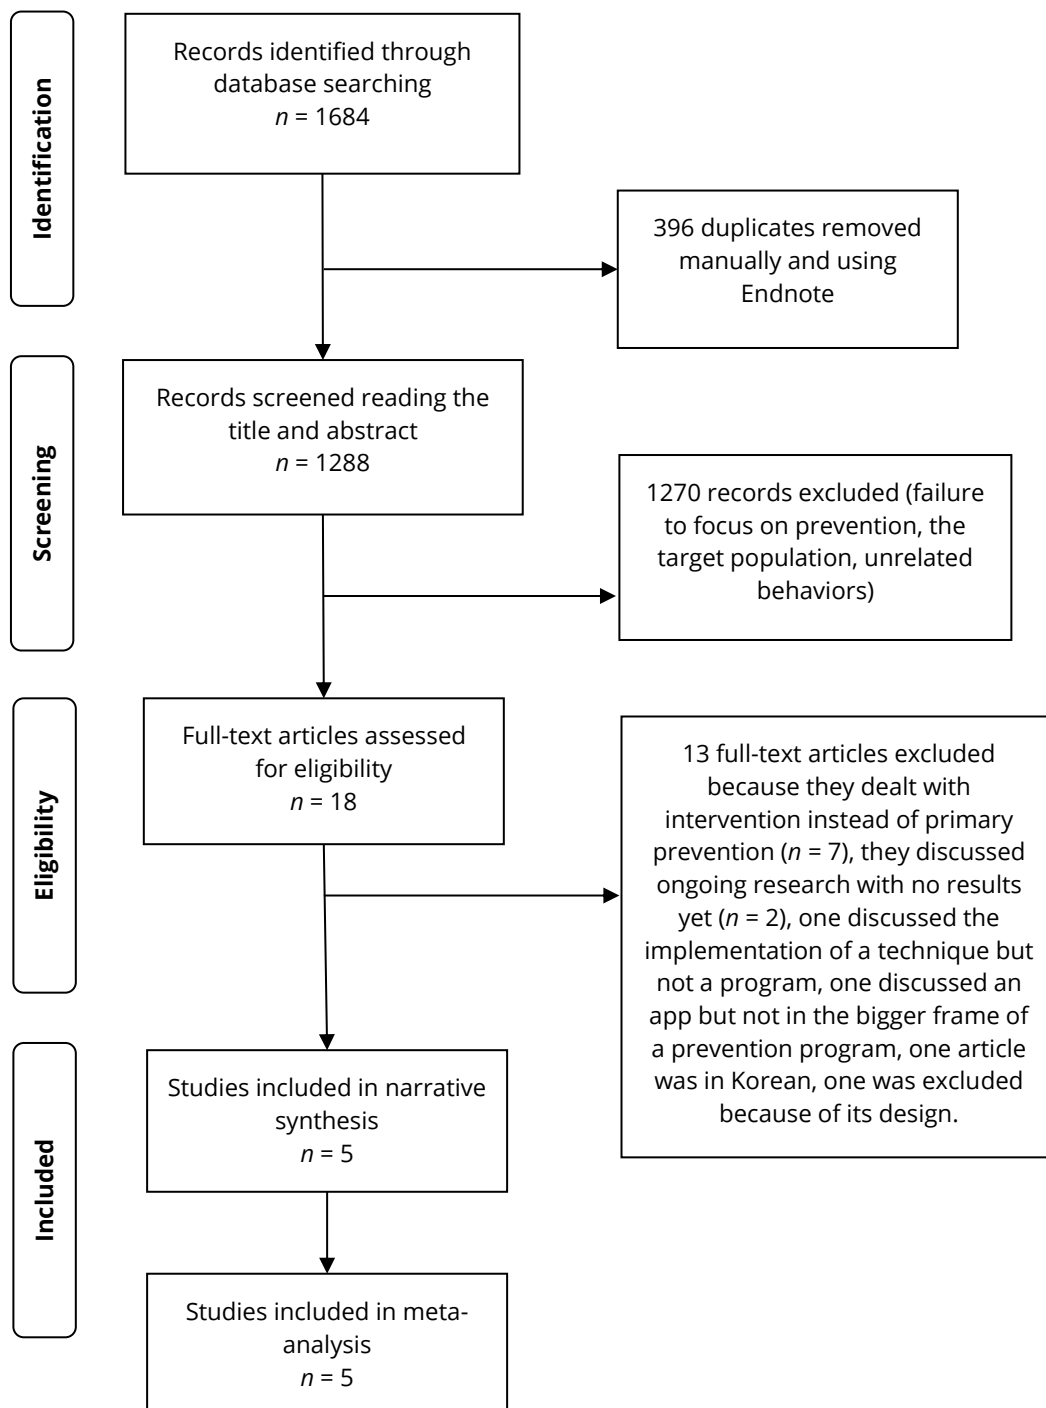 Identification
Records identified through
database searching
n = 1684
396 duplicates removed
manually and using
Endnote
Screening
Records screened reading the
title and abstract
n = 1288
1270 records excluded (failure
to focus on prevention, the
target population, unrelated
behaviors)
Eligibility
Full-text articles assessed
for eligibility
n = 18
13 full-text articles excluded
because they dealt with
intervention instead of primary
prevention (n = 7), they discussed
ongoing research with no results
yet (n = 2), one discussed the
implementation of a technique but
not a program, one discussed an
app but not in the bigger frame of
a prevention program, one article
was in Korean, one was excluded
because of its design.
Included
Studies included in narrative
synthesis
n = 5
Studies included in meta-
analysis
n = 5